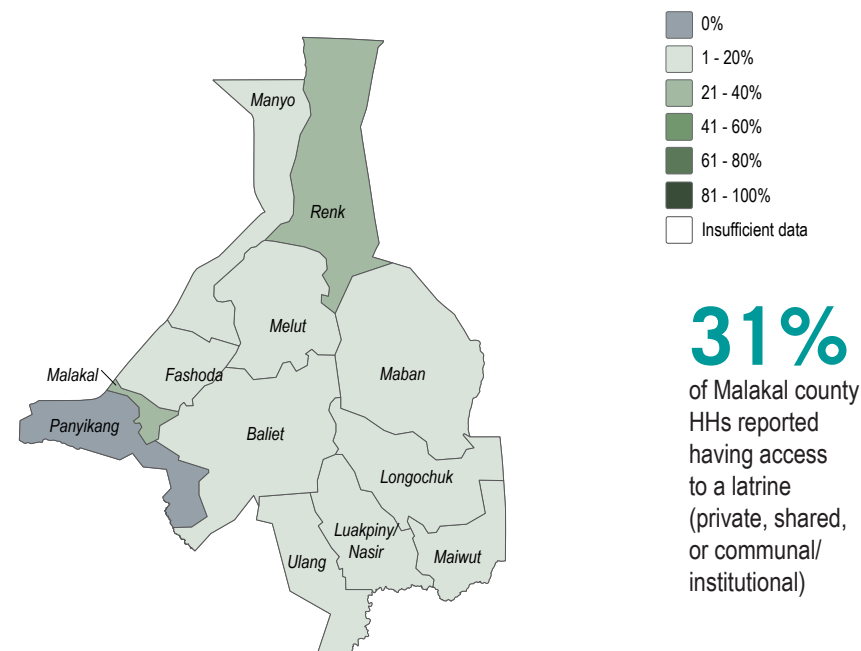 0%
1 - 20%
21 - 40%
41 - 60%
61 - 80%
81 - 100%
Insufficient data
Manyo
Renk
Melut
Malakal
Fashoda
Maban
Panyikang
Baliet
Longochuk
Luakpiny/
Nasir
Ulang
Maiwut
31%
of Malakal county
HHs reported
having access
to a latrine
(private, shared,
or communal/
institutional)